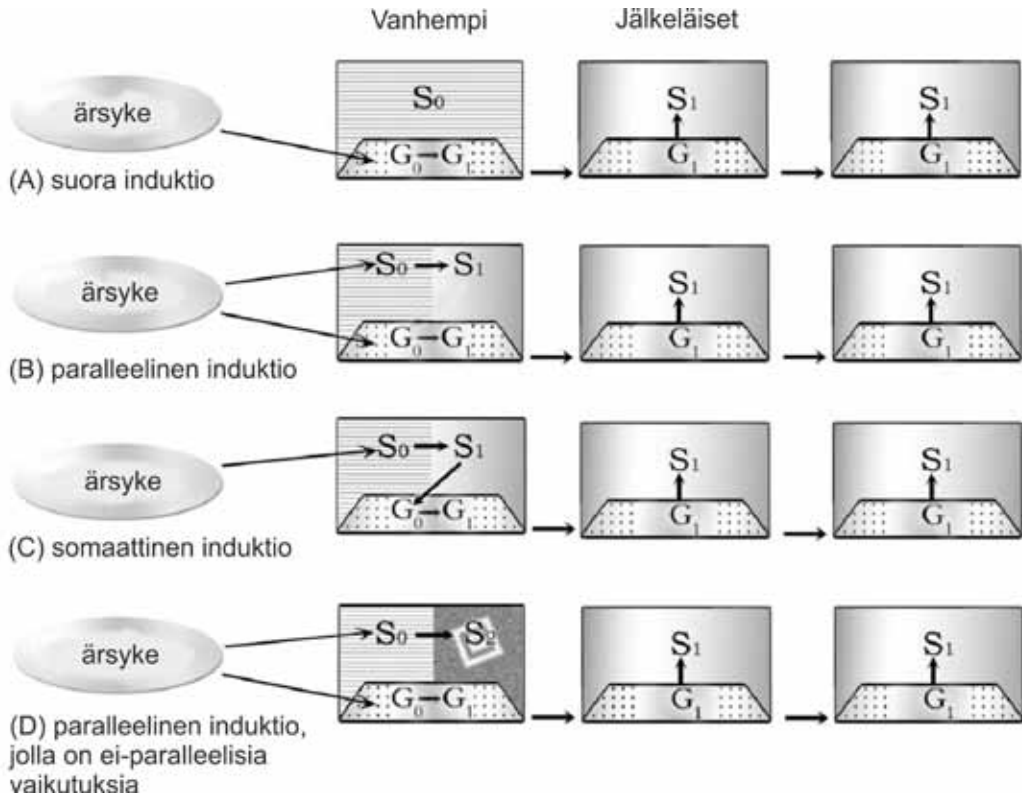 Vanhempi Jälkeläiset
ärsyke
S0 S1 S1
G0 G1 G1 G1
(A) suora induktio
ärsyke
S0 S1 S1 S1
G0 G1 G1 G1
(B) paralleelinen induktio
ärsyke
S0 S1 S1 S1
G0 G1 G1 G1
(C) somaattinen induktio
ärsyke
S0 S2 S1 S1
G0 G1 G1 G1
(D) paralleelinen induktio,
jolla on ei-paralleelisia
vaikutuksia